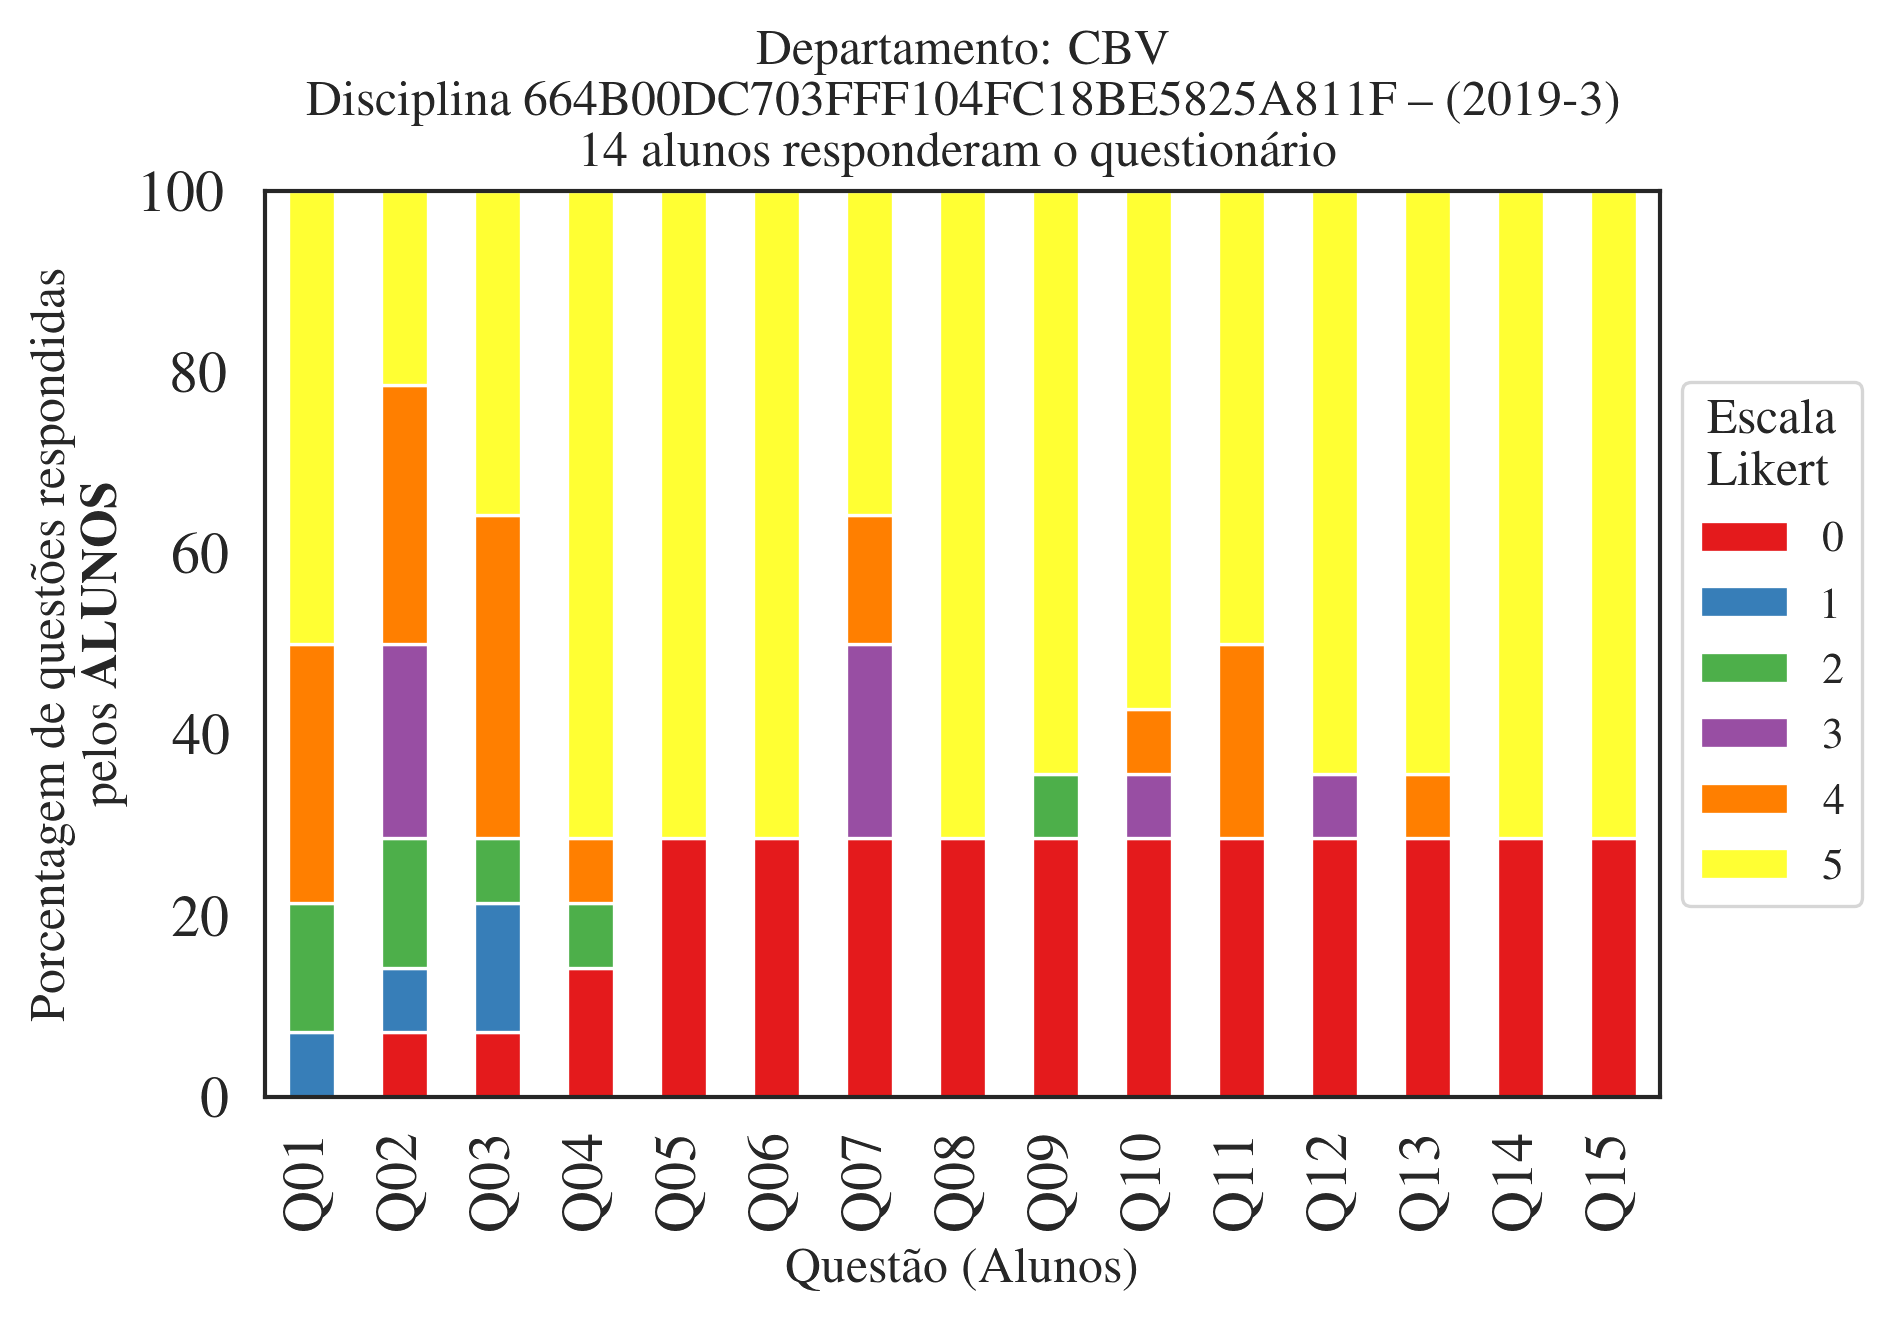 Departamento: CBV
Disciplina 664B00DC703FFF104FC18BE5825A811F – (2019-3)
14 alunos responderam o questionário
Porcentagem de questões respondidas
pelos ALUNOS
100
80
60
40
20
0
Q01
Q02
Q03
Q04
Q05
Q06
Q07
Q08
Q09
Q10
Q11
Q12
Q13
Q14
Q15
Questão (Alunos)
Escala
Likert
0
1
2
3
4
5